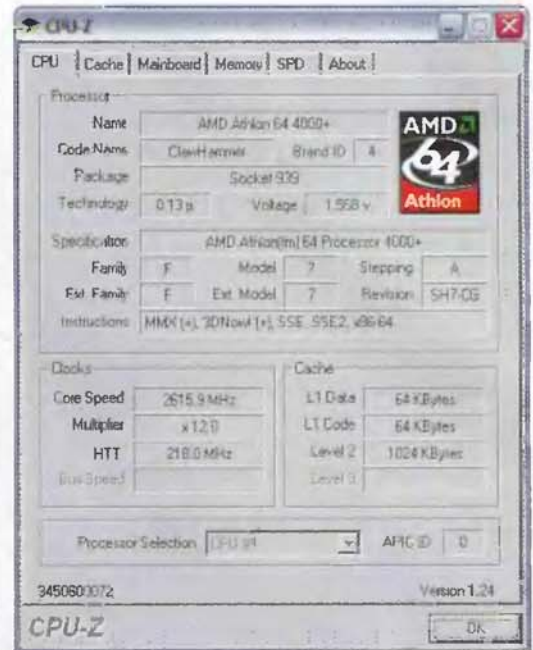 CPU-Z
CPU Cache Mainboard Memory SPD About
Processor
Name AMD Athlon 64 4000+
Code Name ClawHammer Brand ID 4
Package Socket 939
Technology 0.13 µ Voltage 1.568 v
AMD
64
Athlon
Specification AMD Athlon(tm) 64 Processor 4000+
Family F Model 7 Stepping A
Ext. Family F Ext. Model 7 Revision SH7-CG
Instructions MMX (+), 3DNow! (+), SSE, SSE2, x86-64
Clocks
Core Speed 2615.9 MHz
Multiplier x 12.0
HTT 218.0 MHz
Bus Speed
Cache
L1 Data 64 KBytes
L1 Code 64 KBytes
Level 2 1024 KBytes
Level 3
Processor Selection CPU #1 APIC ID 0
Version 1.24
CPU-Z OK